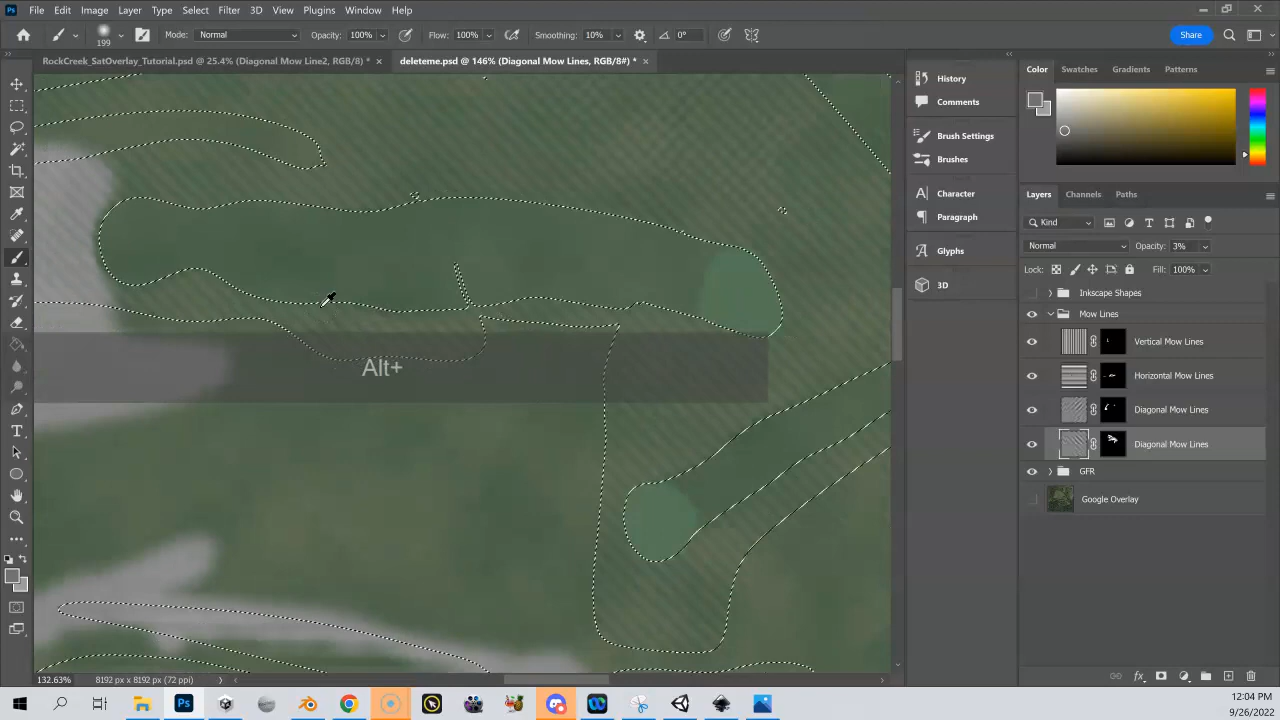 Ps File Edit Image Layer Type Select Filter 3D View Plugins Window Help
199 Mode: Normal Opacity: 100% Flow: 100% Smoothing: 10% 0° Share
RockCreek_SatOverlay_Tutorial.psd @ 25.4% (Diagonal Mow Line2, RGB/8) * × deleteme.psd @ 146% (Diagonal Mow Lines, RGB/8#) * ×
History
Comments
Brush Settings
Brushes
Character
Paragraph
Glyphs
3D
Color Swatches Gradients Patterns
Layers Channels Paths
Kind
Normal Opacity: 3%
Lock: Fill: 100%
Inkscape Shapes
Mow Lines
Vertical Mow Lines
Horizontal Mow Lines
Diagonal Mow Lines
Diagonal Mow Lines
GFR
Google Overlay
Alt+
132.63% 8192 px x 8192 px (72 ppi)
12:04 PM
9/26/2022